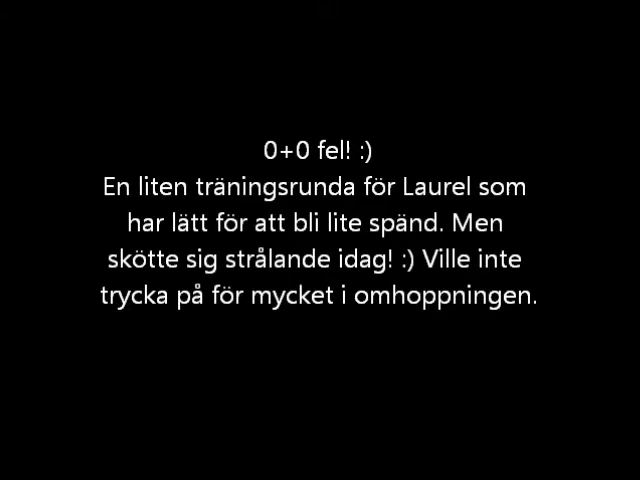 0+0 fel! :)
En liten träningsrunda för Laurel som
har lätt för att bli lite spänd. Men
skötte sig strålande idag! :) Ville inte
trycka på för mycket i omhoppningen.